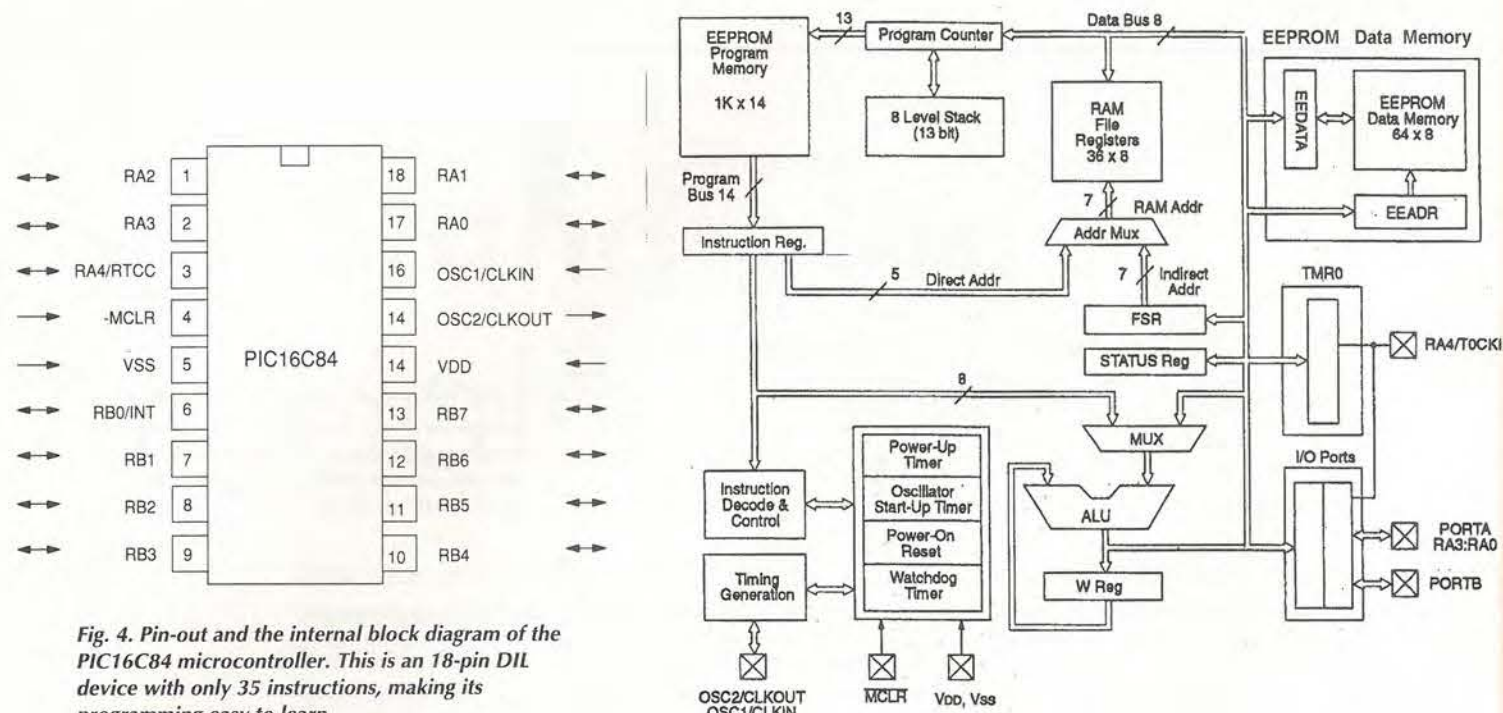 RA2 1 18 RA1
RA3 2 17 RA0
RA4/RTCC 3 16 OSC1/CLKIN
-MCLR 4 14 OSC2/CLKOUT
VSS 5 PIC16C84 14 VDD
RB0/INT 6 13 RB7
RB1 7 12 RB6
RB2 8 11 RB5
RB3 9 10 RB4
Fig. 4. Pin-out and the internal block diagram of the
PIC16C84 microcontroller. This is an 18-pin DIL
device with only 35 instructions, making its
programming easy to learn
EEPROM
Program
Memory
1K x 14
13
Program Counter
Data Bus 8
8 Level Stack
(13 bit)
RAM
File
Registers
36 x 8
EEPROM Data Memory
EEDATA
EEPROM
Data Memory
64 x 8
EEADR
Program
Bus 14
7
RAM Addr
Addr Mux
Instruction Reg.
5
Direct Addr
7
Indirect
Addr
FSR
TMR0
RA4/T0CKI
STATUS Reg
8
MUX
Power-Up
Timer
Oscillator
Start-Up Timer
Power-On
Reset
Watchdog
Timer
Instruction
Decode &
Control
Timing
Generation
ALU
W Reg
I/O Ports
PORTA
RA3:RA0
PORTB
OSC2/CLKOUT
OSC1/CLKIN
MCLR
VDD, VSS